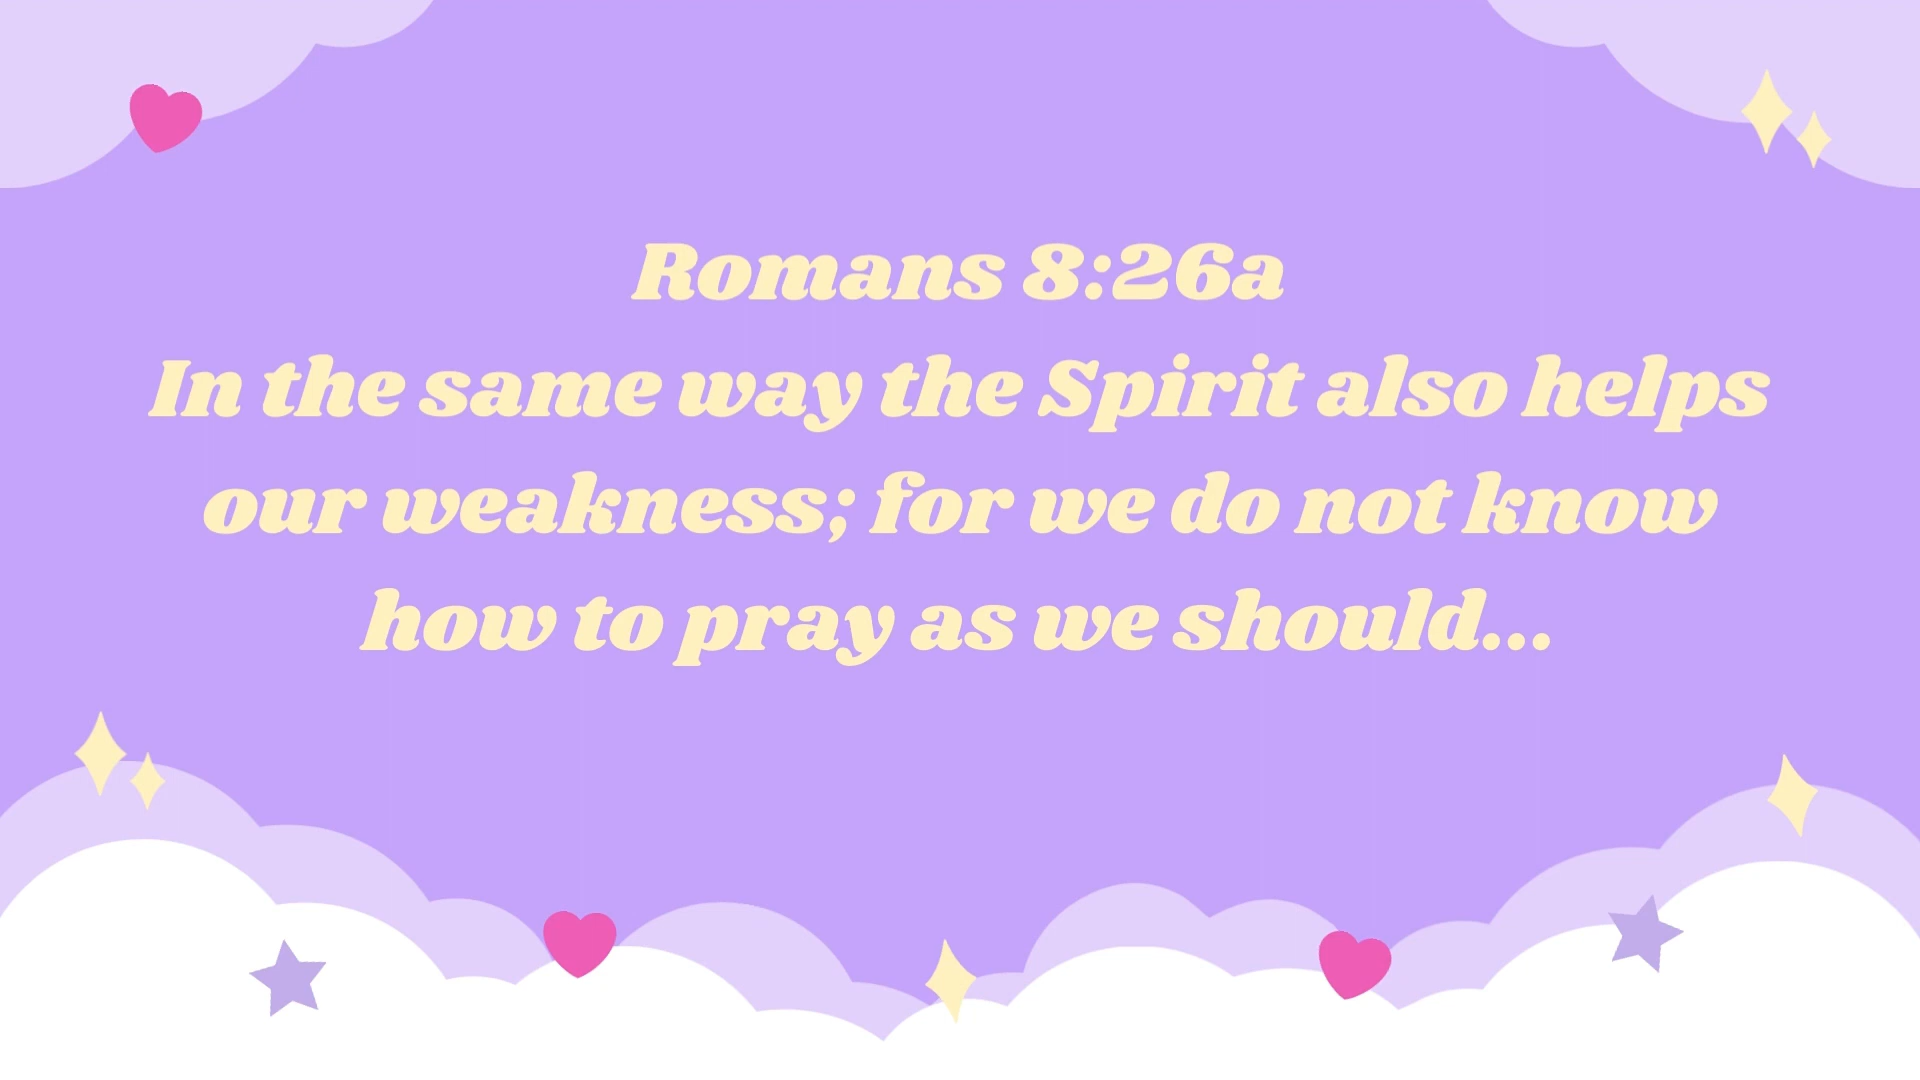 Romans 8:26a
In the same way the Spirit also helps
our weakness; for we do not know
how to pray as we should...